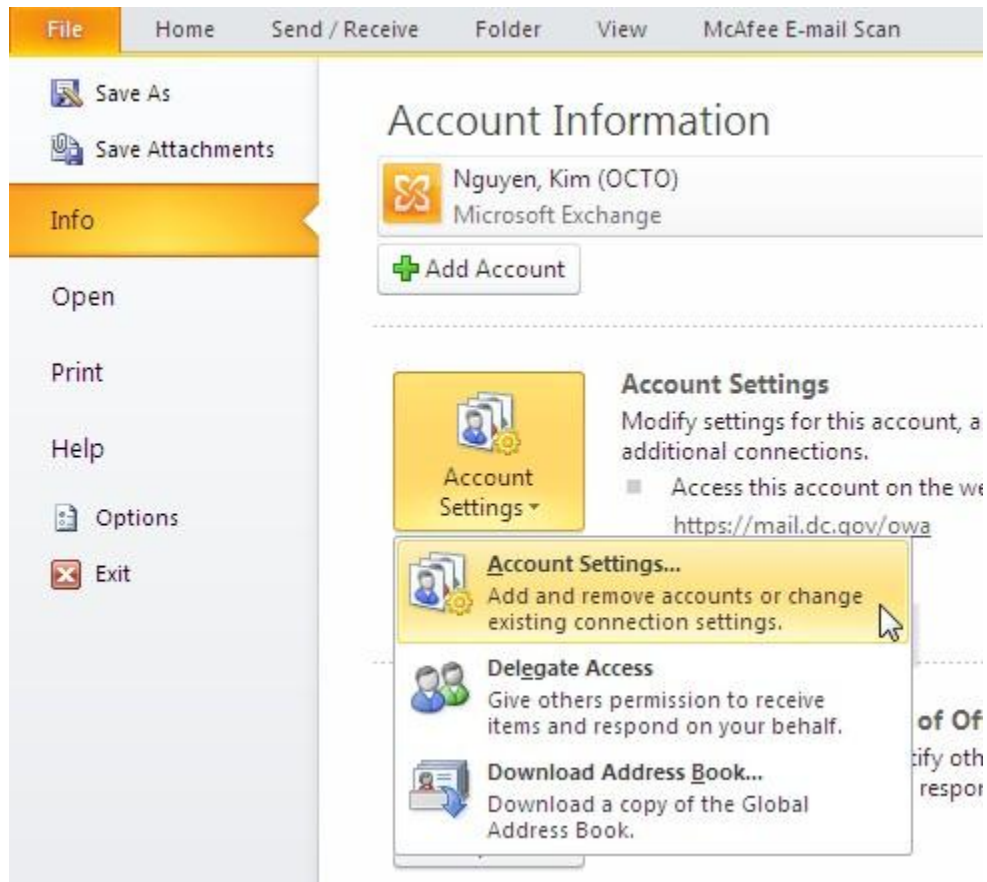 File Home Send / Receive Folder View McAfee E-mail Scan
Save As
Save Attachments
Info
Open
Print
Help
Options
Exit
Account Information
Nguyen, Kim (OCTO)
Microsoft Exchange
Add Account
Account
Settings
Account Settings
Modify settings for this account, a
additional connections.
Access this account on the we
https://mail.dc.gov/owa
Account Settings...
Add and remove accounts or change
existing connection settings.
Delegate Access
Give others permission to receive
items and respond on your behalf.
Download Address Book...
Download a copy of the Global
Address Book.
of Of
tify oth
respon